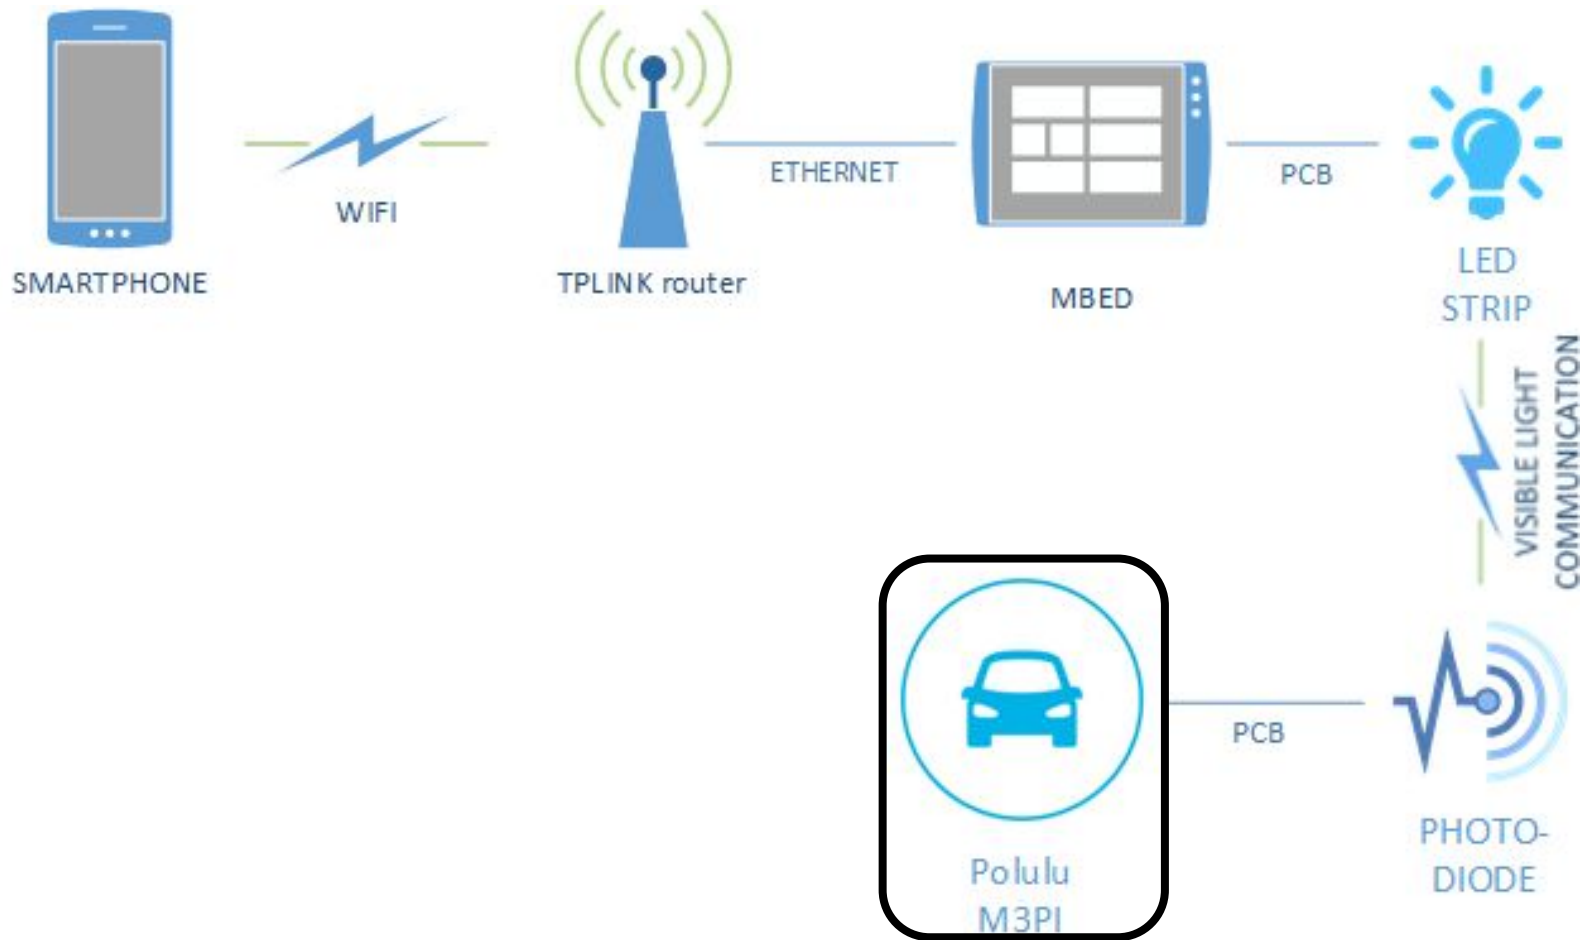 SMARTPHONE
WIFI
TPLINK router
ETHERNET
MBED
PCB
LED
STRIP
VISIBLE LIGHT
COMMUNICATION
PHOTO-
DIODE
PCB
Polulu
M3PI